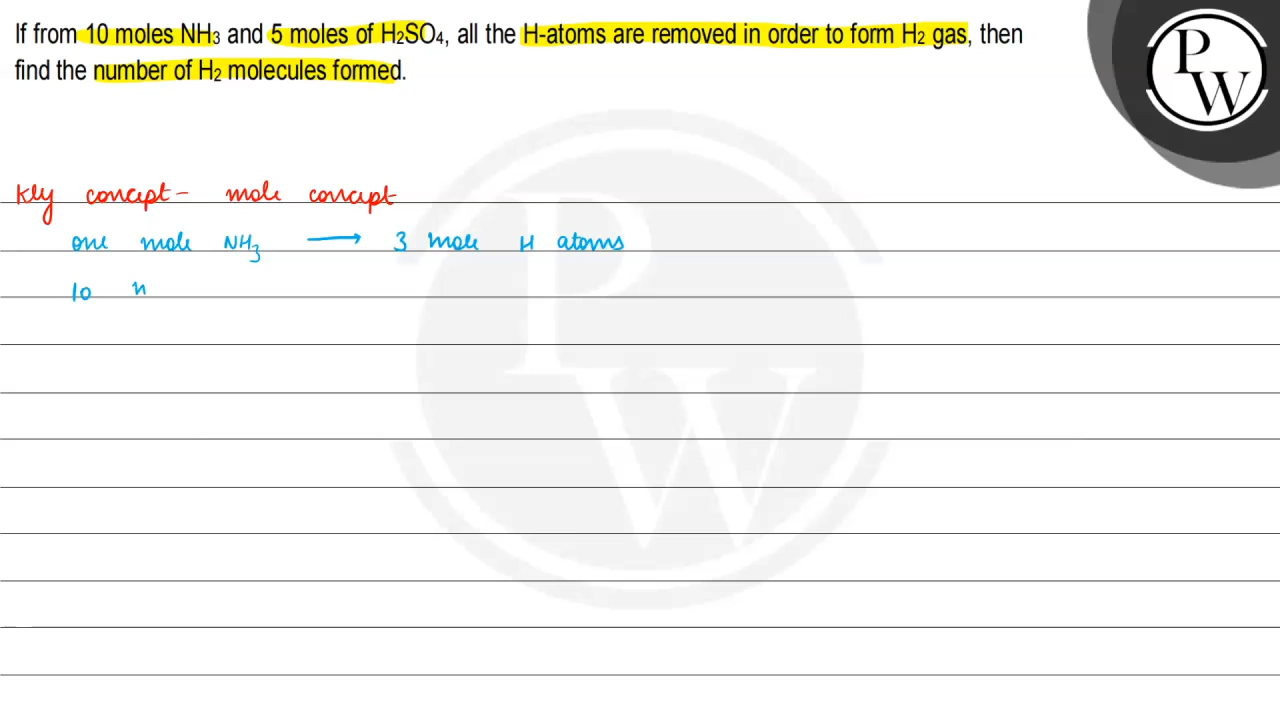 If from 10 moles NH3 and 5 moles of H2SO4, all the H-atoms are removed in order to form H2 gas, then
find the number of H2 molecules formed.
PW
Key concept - mole concept
one mole NH3 → 3 mole H atoms
10 n
PW